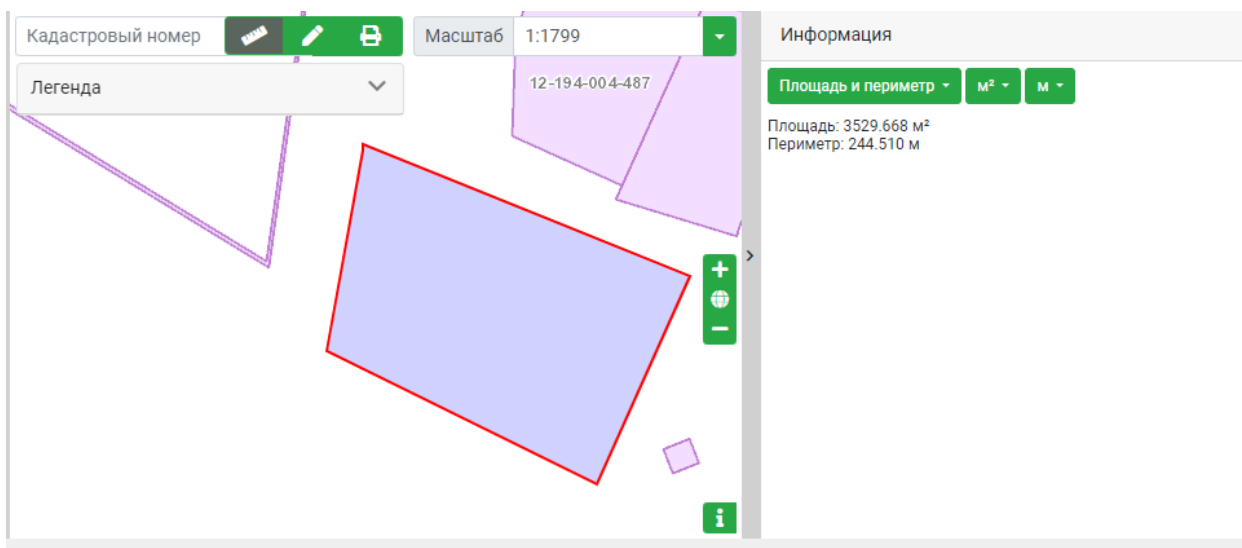 Кадастровый номер
Масштаб 1:1799
Легенда
12-194-004-487
Информация
Площадь и периметр м² м
Площадь: 3529.668 м²
Периметр: 244.510 м